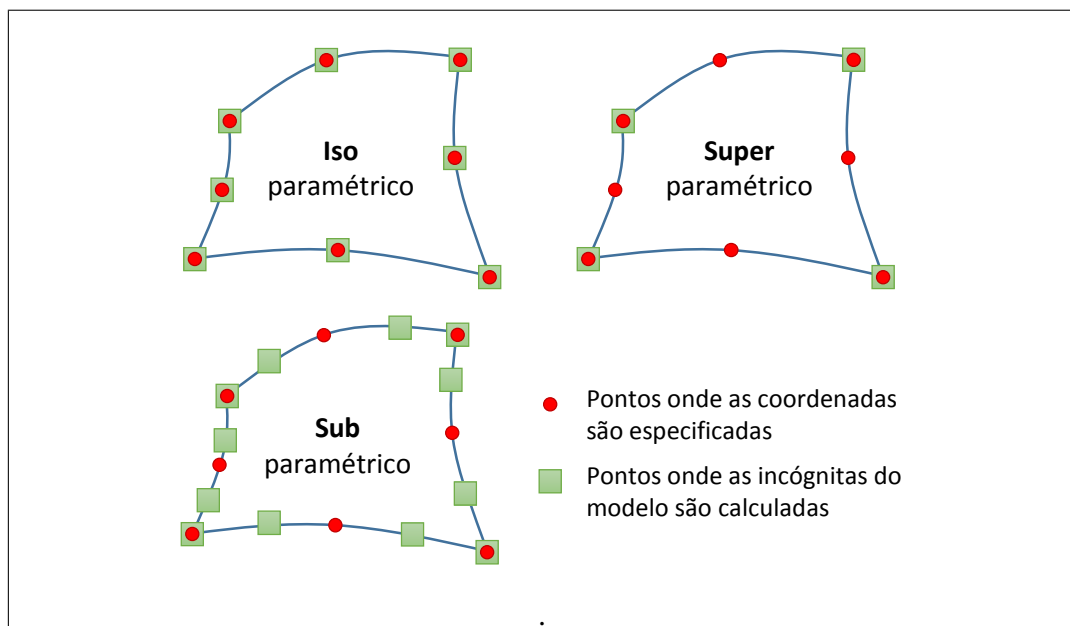 Iso
paramétrico
Super
paramétrico
Sub
paramétrico
Pontos onde as coordenadas
são especificadas
Pontos onde as incógnitas do
modelo são calculadas
.